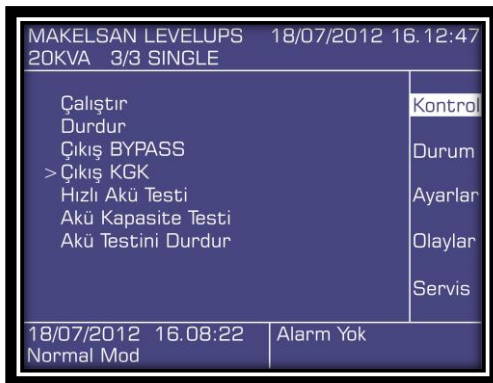 MAKELSAN LEVELUPS 18/07/2012 16.12:47
20KVA 3/3 SINGLE
Çalıştır
Durdur
Çıkış BYPASS
>Çıkış KGK
Hızlı Akü Testi
Akü Kapasite Testi
Akü Testini Durdur
Kontrol
Durum
Ayarlar
Olaylar
Servis
18/07/2012 16.08:22
Normal Mod
Alarm Yok